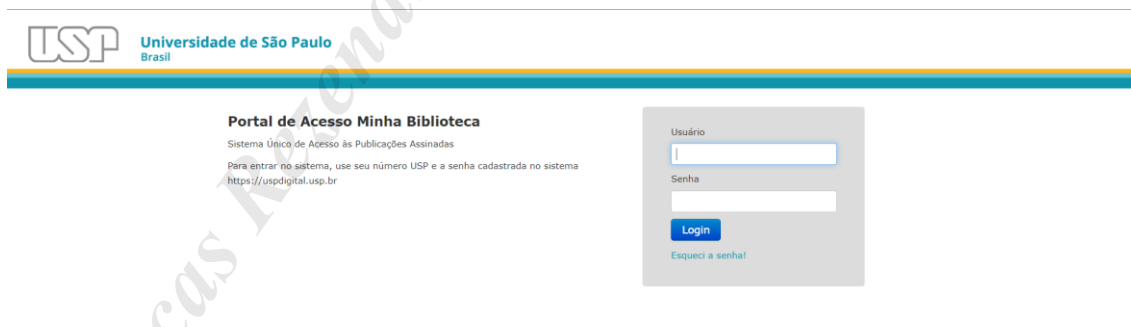 USP
Universidade de São Paulo
Brasil
Portal de Acesso Minha Biblioteca
Sistema Único de Acesso às Publicações Assinadas
Para entrar no sistema, use seu número USP e a senha cadastrada no sistema
https://uspdigital.usp.br
Usuário
Senha
Login
Esqueci a senha!